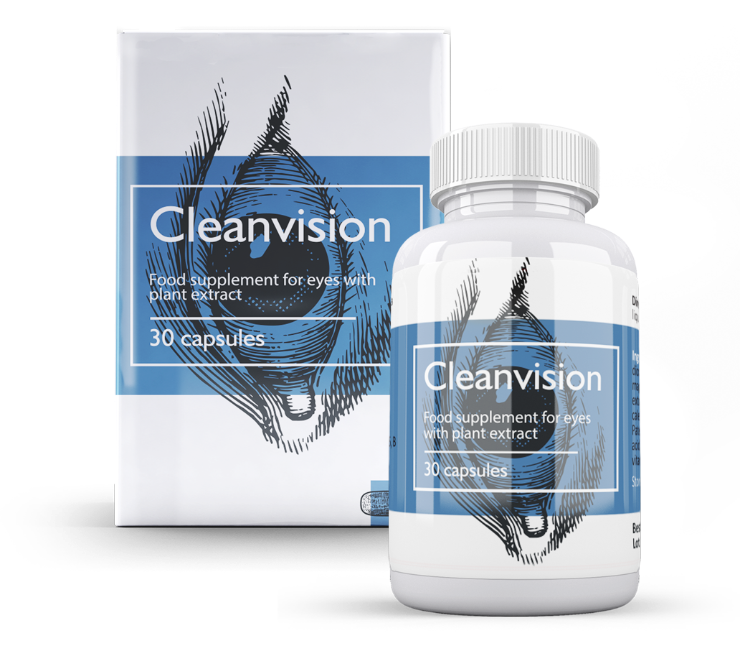 Cleanvision
Food supplement for eyes with
plant extract
30 capsules
Cleanvision
Food supplement for eyes
with plant extract
30 capsules